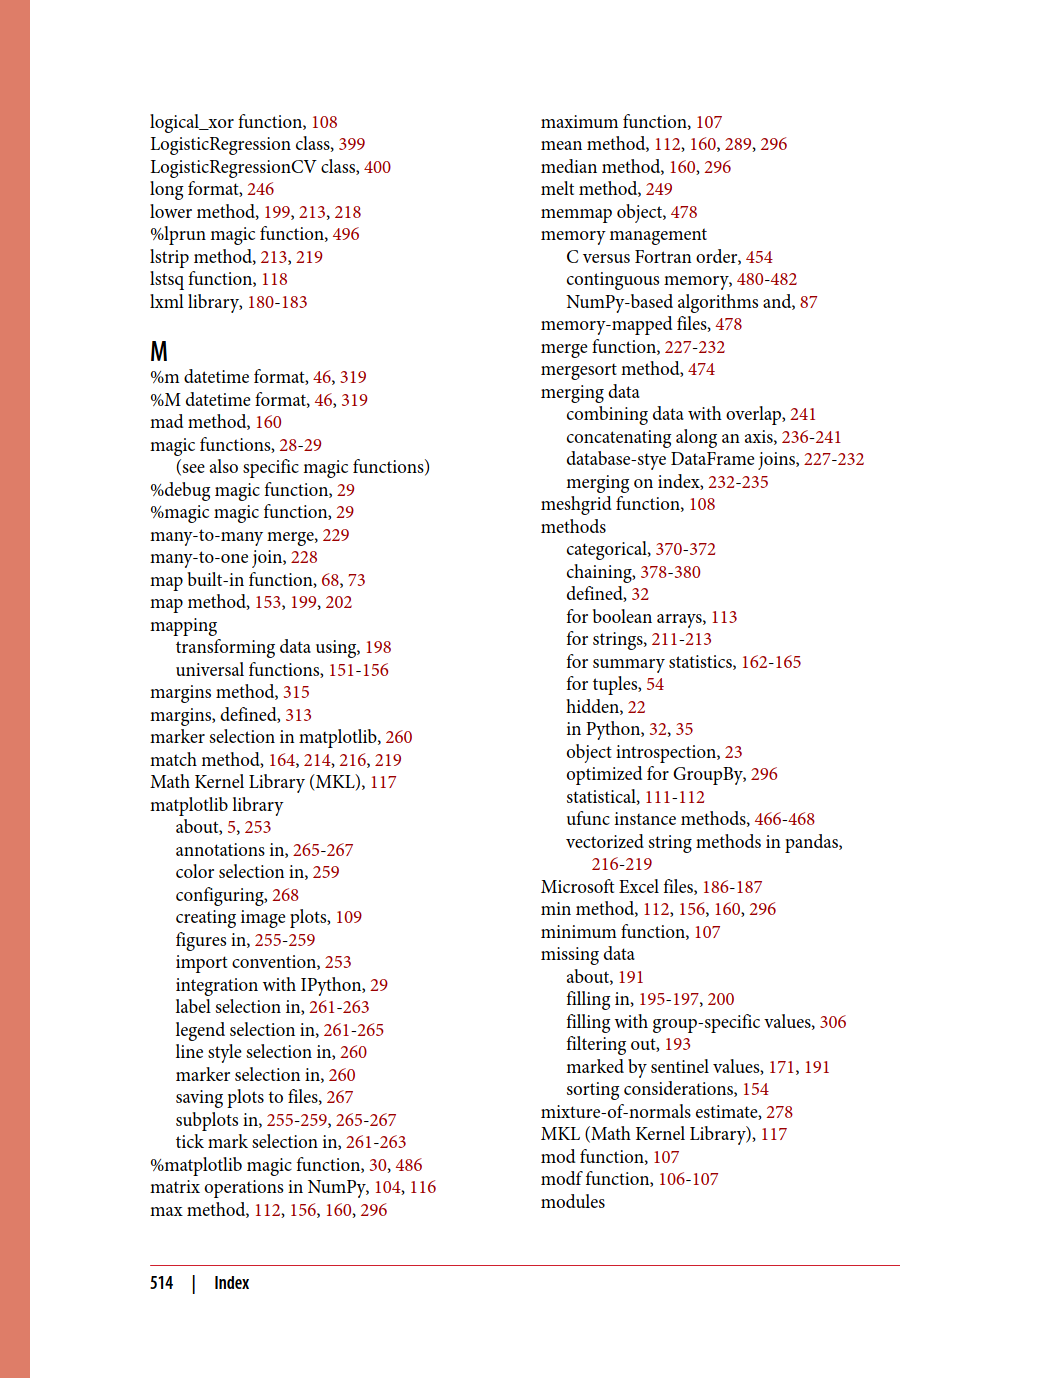 logical_xor function, 108
LogisticRegression class, 399
LogisticRegressionCV class, 400
long format, 246
lower method, 199, 213, 218
%lprun magic function, 496
lstrip method, 213, 219
lstsq function, 118
lxml library, 180-183
M
%m datetime format, 46, 319
%M datetime format, 46, 319
mad method, 160
magic functions, 28-29
(see also specific magic functions)
%debug magic function, 29
%magic magic function, 29
many-to-many merge, 229
many-to-one join, 228
map built-in function, 68, 73
map method, 153, 199, 202
mapping
transforming data using, 198
universal functions, 151-156
margins method, 315
margins, defined, 313
marker selection in matplotlib, 260
match method, 164, 214, 216, 219
Math Kernel Library (MKL), 117
matplotlib library
about, 5, 253
annotations in, 265-267
color selection in, 259
configuring, 268
creating image plots, 109
figures in, 255-259
import convention, 253
integration with IPython, 29
label selection in, 261-263
legend selection in, 261-265
line style selection in, 260
marker selection in, 260
saving plots to files, 267
subplots in, 255-259, 265-267
tick mark selection in, 261-263
%matplotlib magic function, 30, 486
matrix operations in NumPy, 104, 116
max method, 112, 156, 160, 296
maximum function, 107
mean method, 112, 160, 289, 296
median method, 160, 296
melt method, 249
memmap object, 478
memory management
C versus Fortran order, 454
continguous memory, 480-482
NumPy-based algorithms and, 87
memory-mapped files, 478
merge function, 227-232
mergesort method, 474
merging data
combining data with overlap, 241
concatenating along an axis, 236-241
database-stye DataFrame joins, 227-232
merging on index, 232-235
meshgrid function, 108
methods
categorical, 370-372
chaining, 378-380
defined, 32
for boolean arrays, 113
for strings, 211-213
for summary statistics, 162-165
for tuples, 54
hidden, 22
in Python, 32, 35
object introspection, 23
optimized for GroupBy, 296
statistical, 111-112
ufunc instance methods, 466-468
vectorized string methods in pandas,
216-219
Microsoft Excel files, 186-187
min method, 112, 156, 160, 296
minimum function, 107
missing data
about, 191
filling in, 195-197, 200
filling with group-specific values, 306
filtering out, 193
marked by sentinel values, 171, 191
sorting considerations, 154
mixture-of-normals estimate, 278
MKL (Math Kernel Library), 117
mod function, 107
modf function, 106-107
modules
514 | Index